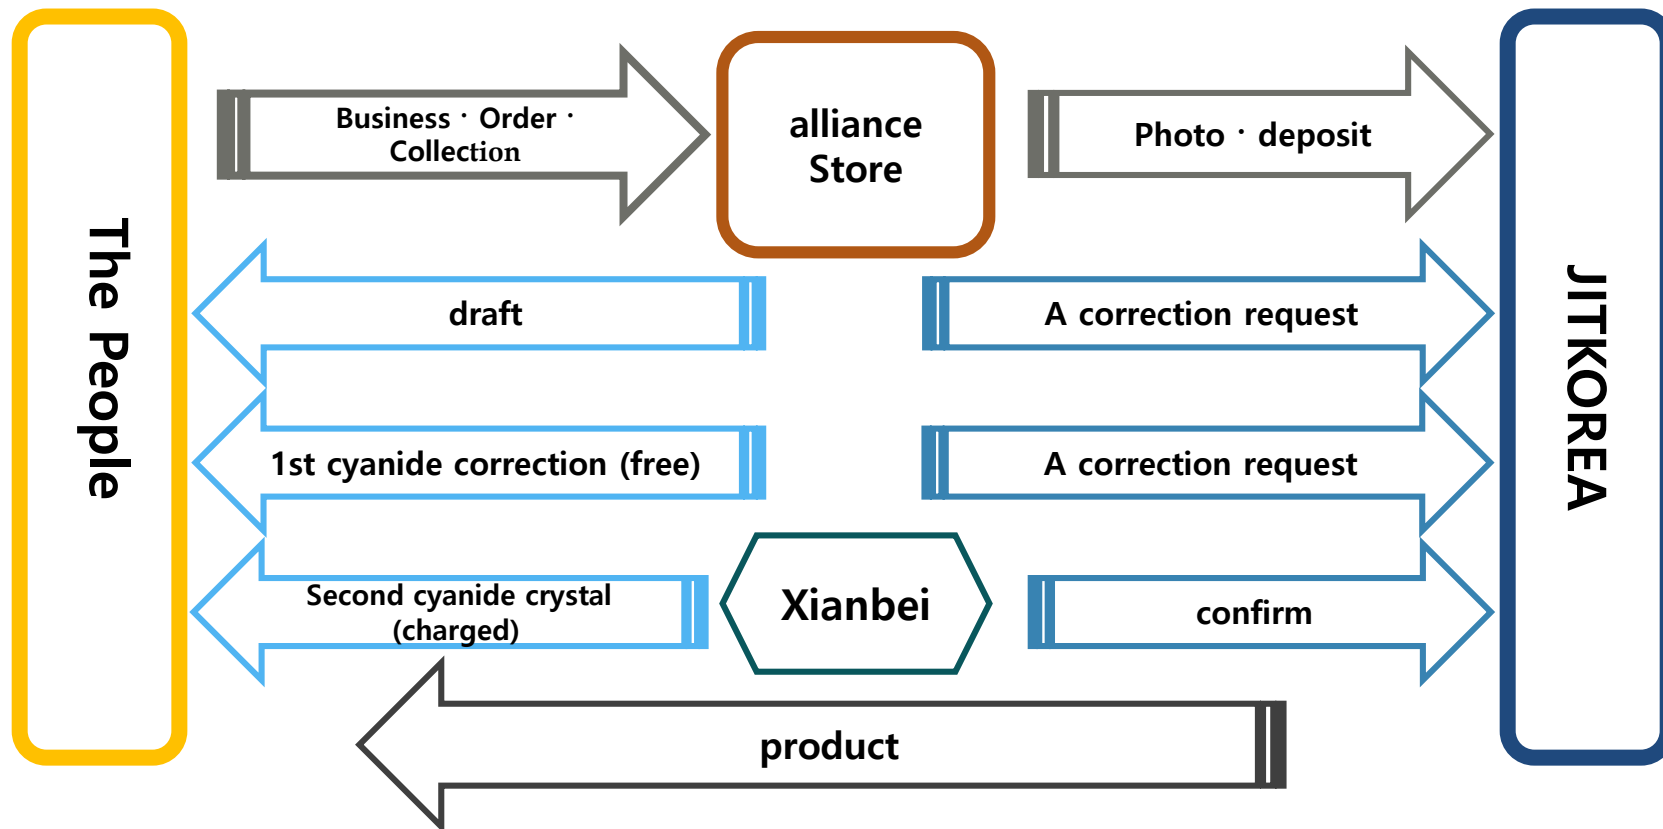 The People
Business · Order ·
Collection
alliance
Store
Photo · deposit
JITKOREA
draft
A correction request
1st cyanide correction (free)
A correction request
Second cyanide crystal
(charged)
Xianbei
confirm
product